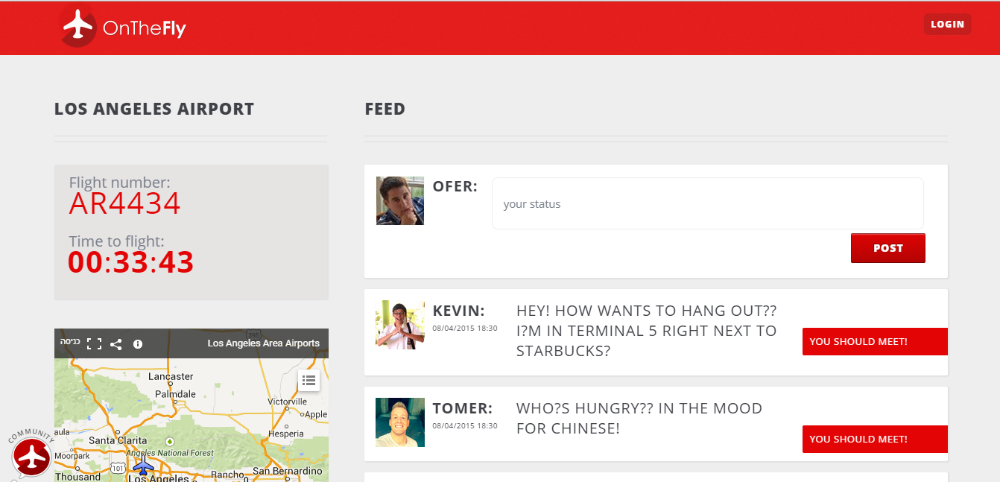 OnTheFly
LOGIN
LOS ANGELES AIRPORT
Flight number:
AR4434
Time to flight:
00:33:43
כניסה
Los Angeles Area Airports
295
Lancaster
Palmdale
Victorville
Apple
Hesperia
aula
Santa Clarita
Angeles National Forest
Moorpark
101
San Bernardino
Rancho
Thousand
Los Angeles
COMMUNITY
FEED
OFER:
your status
POST
KEVIN:
08/04/2015 18:30
HEY! HOW WANTS TO HANG OUT??
I?M IN TERMINAL 5 RIGHT NEXT TO
STARBUCKS?
YOU SHOULD MEET!
TOMER:
08/04/2015 18:30
WHO?S HUNGRY?? IN THE MOOD
FOR CHINESE!
YOU SHOULD MEET!